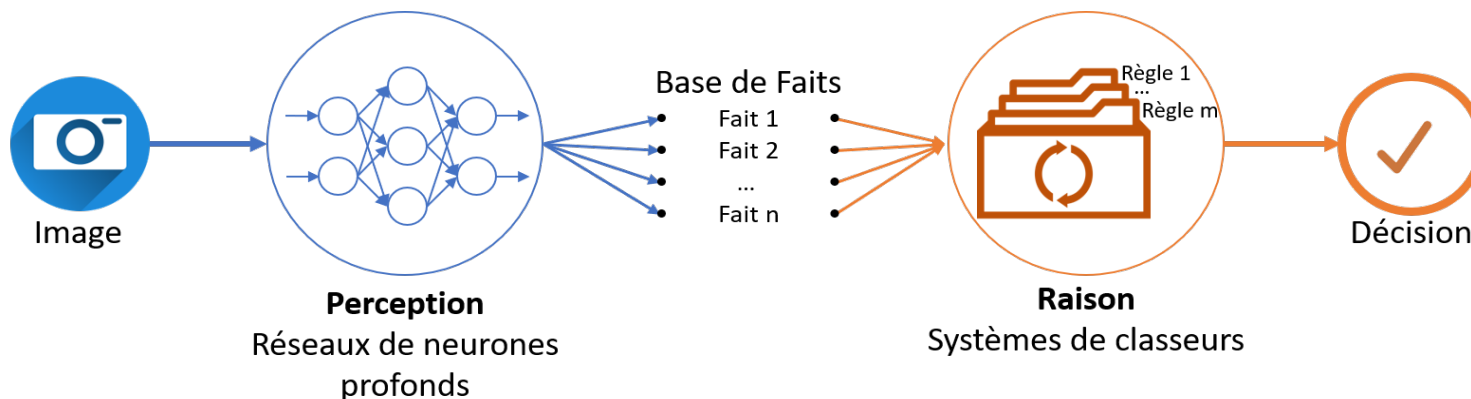 Image
Perception
Réseaux de neurones
profonds
Base de Faits
Fait 1
Fait 2
...
Fait n
Règle 1
...
Règle m
Raison
Systèmes de classeurs
Décision